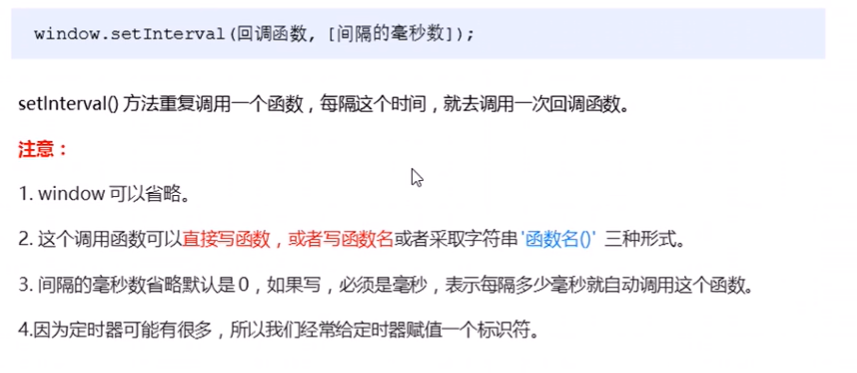 window.setInterval(回调函数, [间隔的毫秒数]);
setInterval() 方法重复调用一个函数，每隔这个时间，就去调用一次回调函数。
注意：
1. window 可以省略。
2. 这个调用函数可以直接写函数，或者写函数名或者采取字符串'函数名()' 三种形式。
3. 间隔的毫秒数省略默认是0，如果写，必须是毫秒，表示每隔多少毫秒就自动调用这个函数。
4.因为定时器可能有很多，所以我们经常给定时器赋值一个标识符。